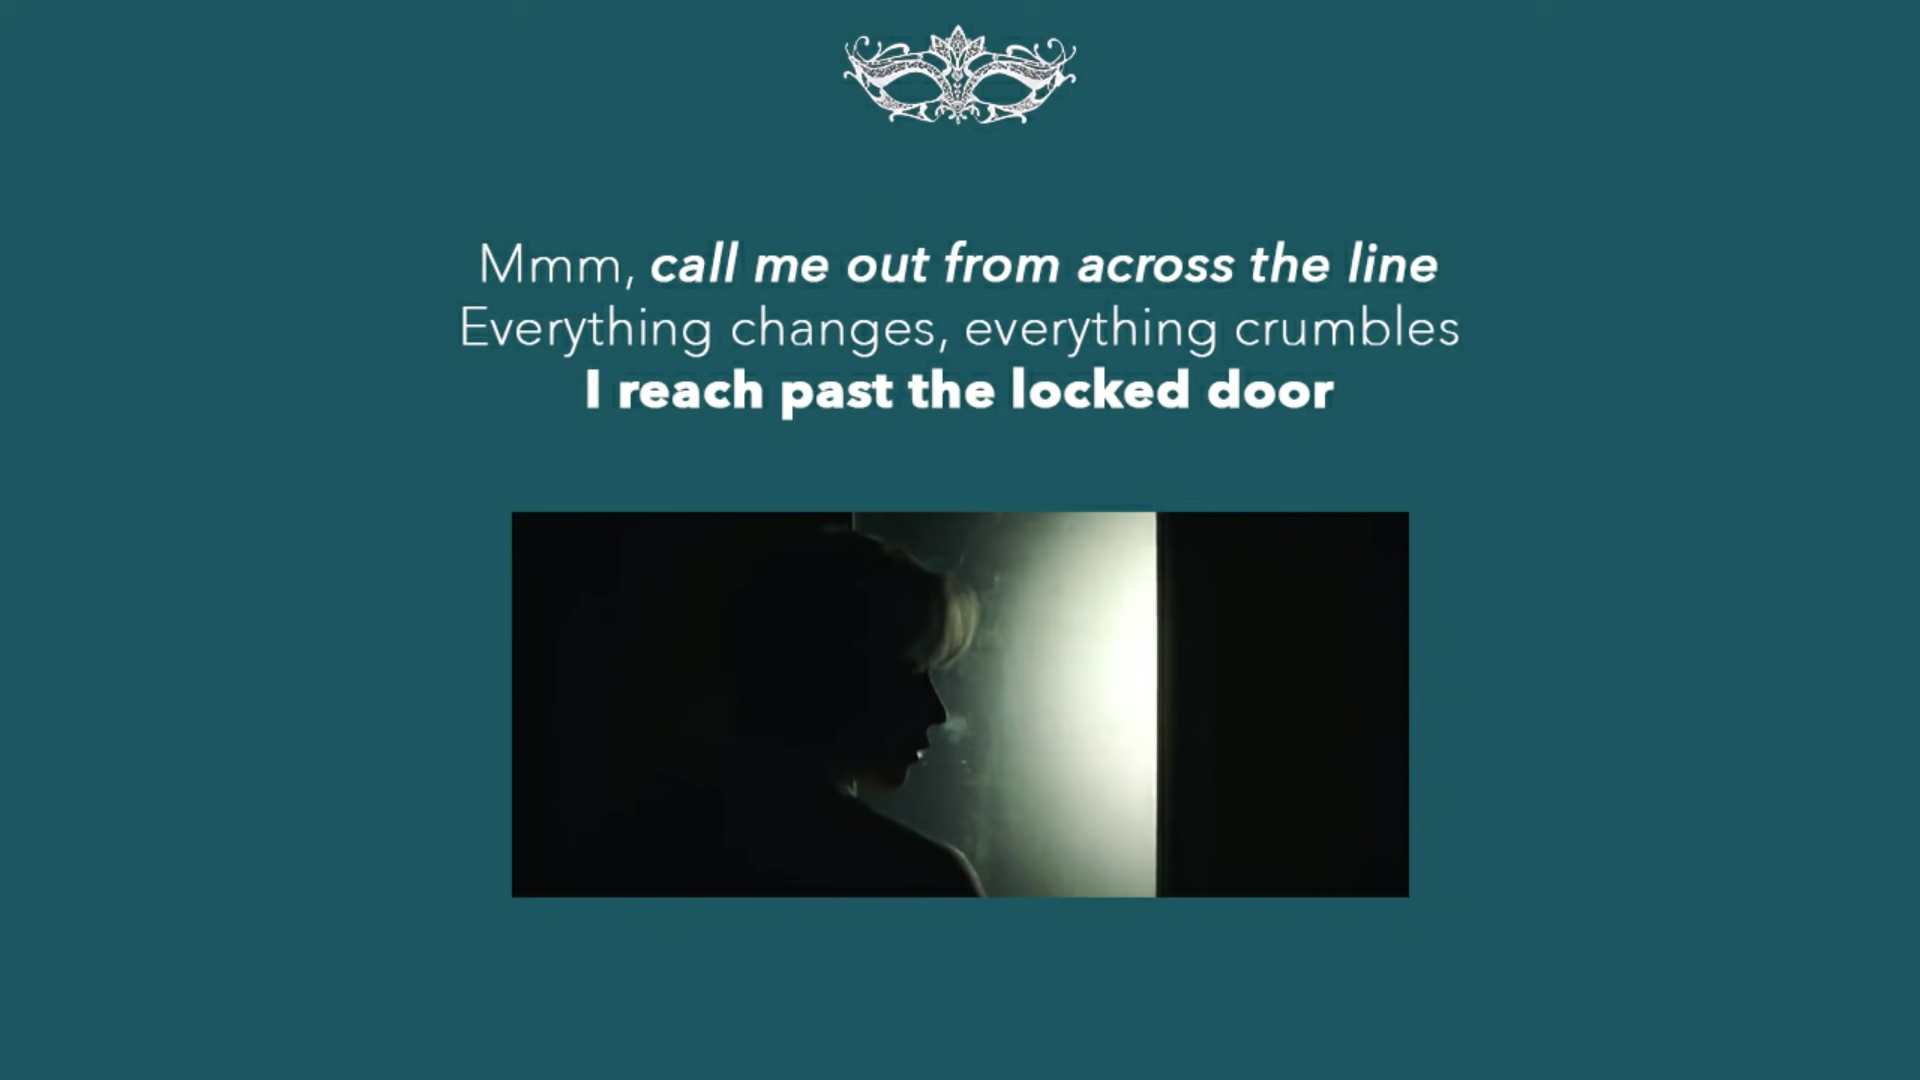 Mmm, call me out from across the line
Everything changes, everything crumbles
I reach past the locked door